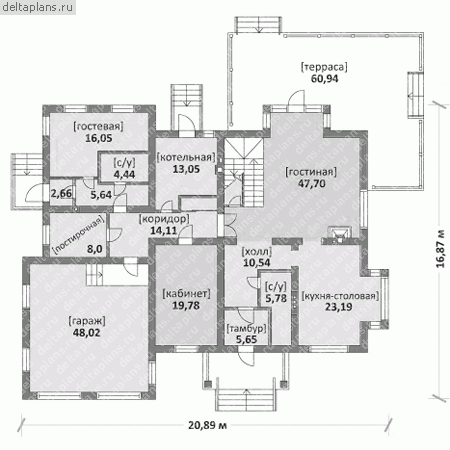 deltaplans.ru
[терраса]
60,94
[гостевая]
16,05
[с/у]
4,44
[котельная]
13,05
[гостиная]
47,70
2,66
5,64
[коридор]
14,11
[постирочная]
8,0
[холл]
10,54
[с/у]
5,78
[кухня-столовая]
23,19
[кабинет]
19,78
[гараж]
48,02
[тамбур]
5,65
16,87 м
20,89 м